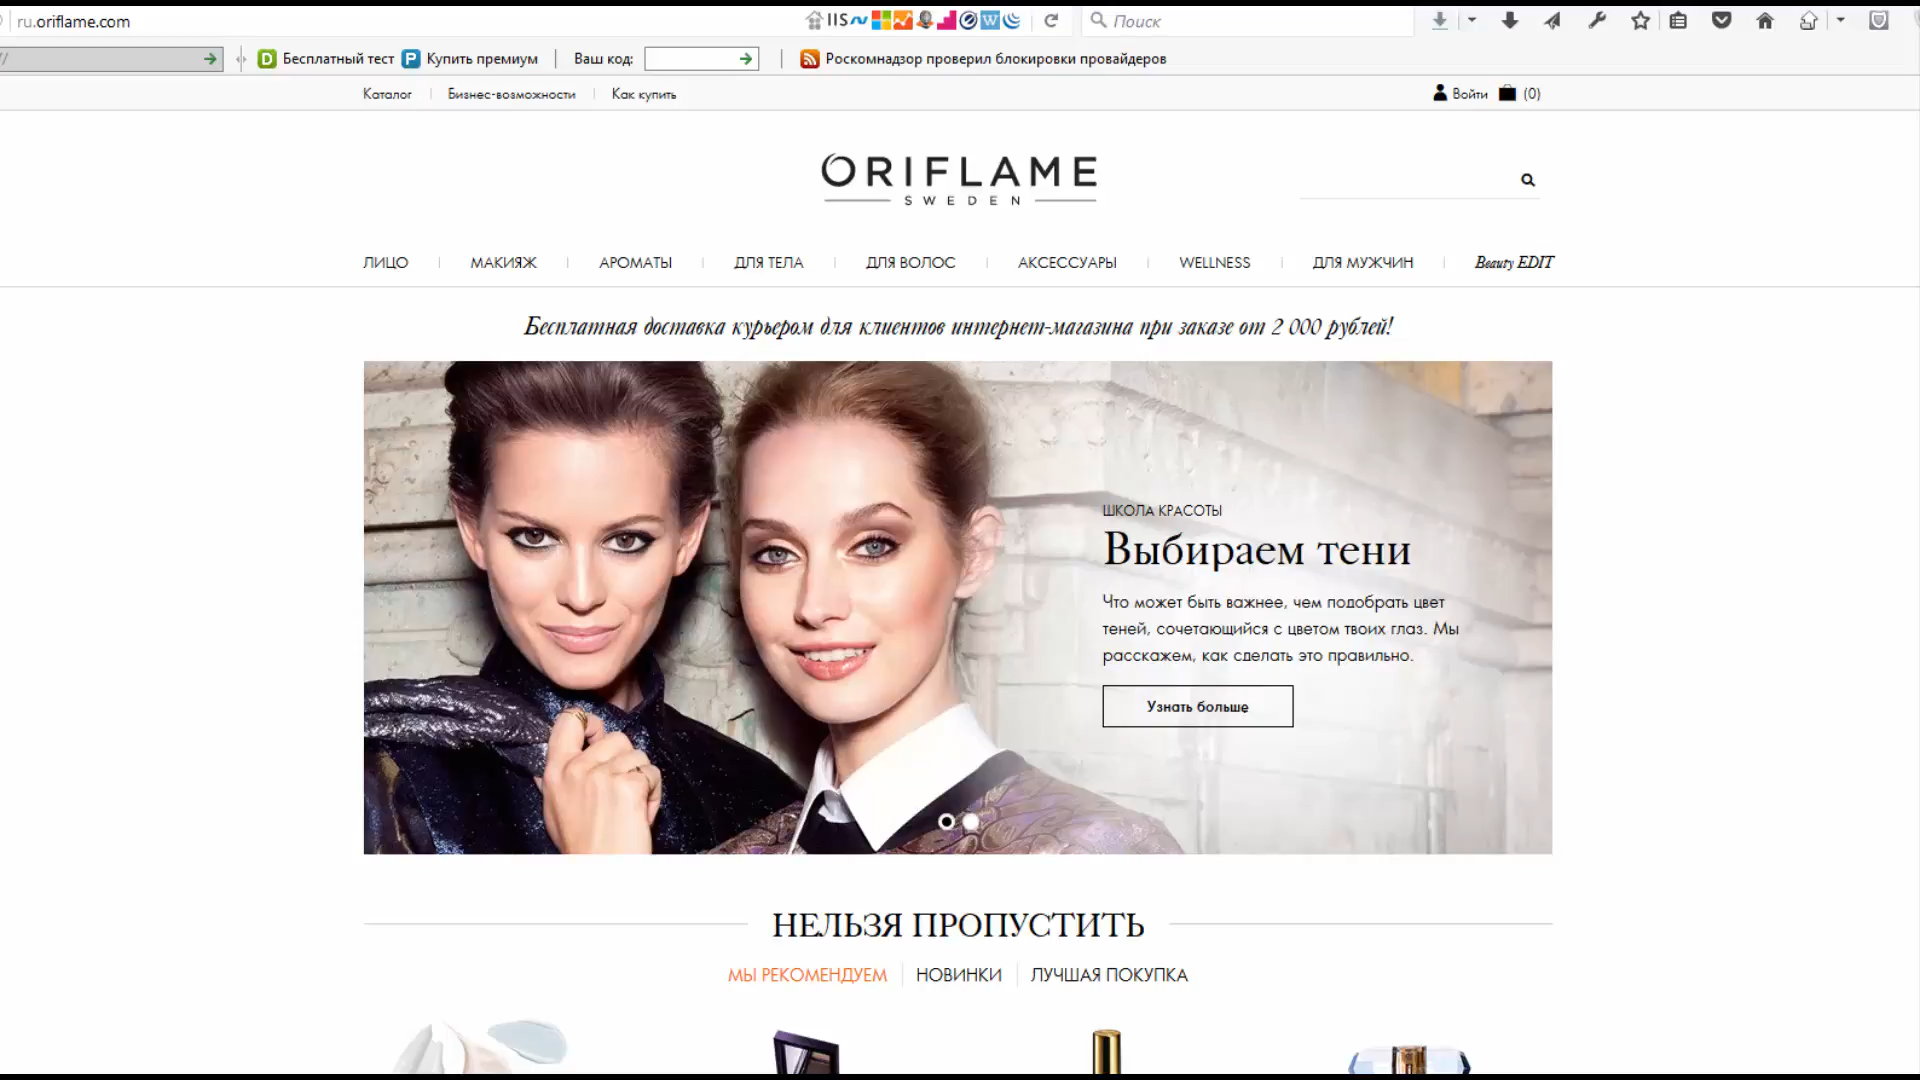 ru.oriflame.com
IIS
Поиск
Бесплатный тест Купить премиум Ваш код: Роскомнадзор проверил блокировки провайдеров
Каталог Бизнес-возможности Как купить Войти (0)
ORIFLAME
SWEDEN
ЛИЦО МАКИЯЖ АРОМАТЫ ДЛЯ ТЕЛА ДЛЯ ВОЛОС АКСЕССУАРЫ WELLNESS ДЛЯ МУЖЧИН Beauty EDIT
Бесплатная доставка курьером для клиентов интернет-магазина при заказе от 2 000 рублей!
ШКОЛА КРАСОТЫ
Выбираем тени
Что может быть важнее, чем подобрать цвет
теней, сочетающийся с цветом твоих глаз. Мы
расскажем, как сделать это правильно.
Узнать больше
НЕЛЬЗЯ ПРОПУСТИТЬ
МЫ РЕКОМЕНДУЕМ НОВИНКИ ЛУЧШАЯ ПОКУПКА